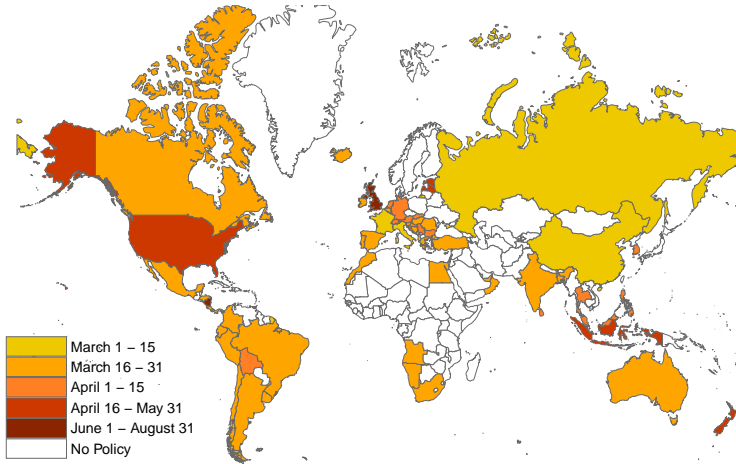 March 1 – 15
March 16 – 31
April 1 – 15
April 16 – May 31
June 1 – August 31
No Policy